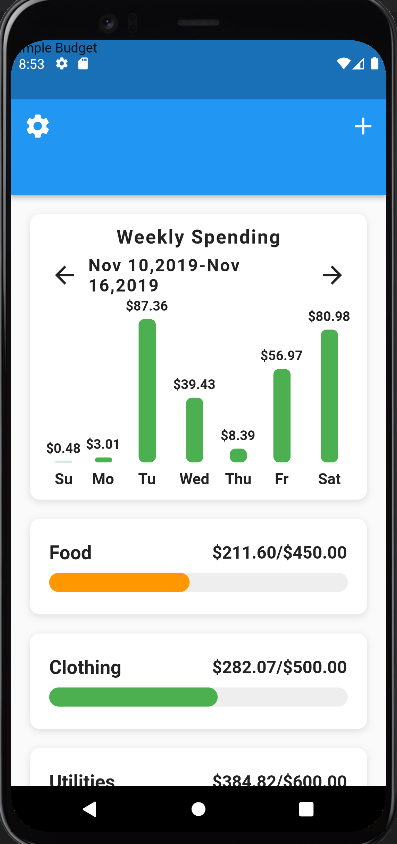 mple Budget
8:53
Weekly Spending
Nov 10,2019-Nov
16,2019
$87.36
$80.98
$56.97
$39.43
$8.39
$3.01
$0.48
Su Mo Tu Wed Thu Fr Sat
Food $211.60/$450.00
Clothing $282.07/$500.00
Utilities $384.82/$600.00